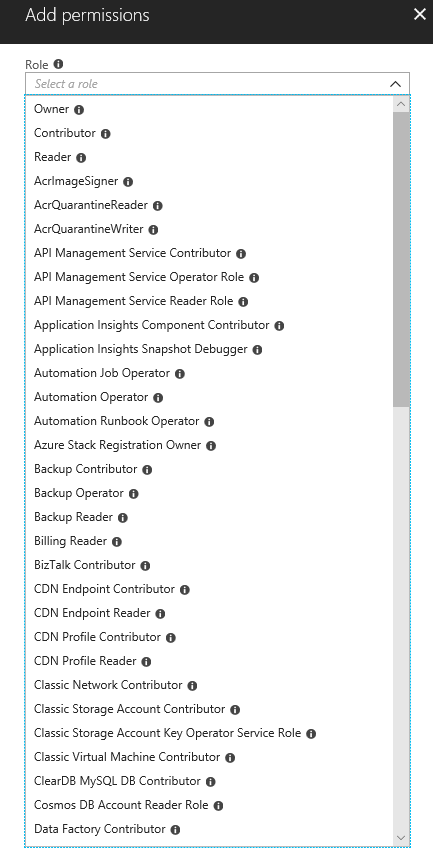 Add permissions
Role
Select a role
Owner
Contributor
Reader
AcrImageSigner
AcrQuarantineReader
AcrQuarantineWriter
API Management Service Contributor
API Management Service Operator Role
API Management Service Reader Role
Application Insights Component Contributor
Application Insights Snapshot Debugger
Automation Job Operator
Automation Operator
Automation Runbook Operator
Azure Stack Registration Owner
Backup Contributor
Backup Operator
Backup Reader
Billing Reader
BizTalk Contributor
CDN Endpoint Contributor
CDN Endpoint Reader
CDN Profile Contributor
CDN Profile Reader
Classic Network Contributor
Classic Storage Account Contributor
Classic Storage Account Key Operator Service Role
Classic Virtual Machine Contributor
ClearDB MySQL DB Contributor
Cosmos DB Account Reader Role
Data Factory Contributor